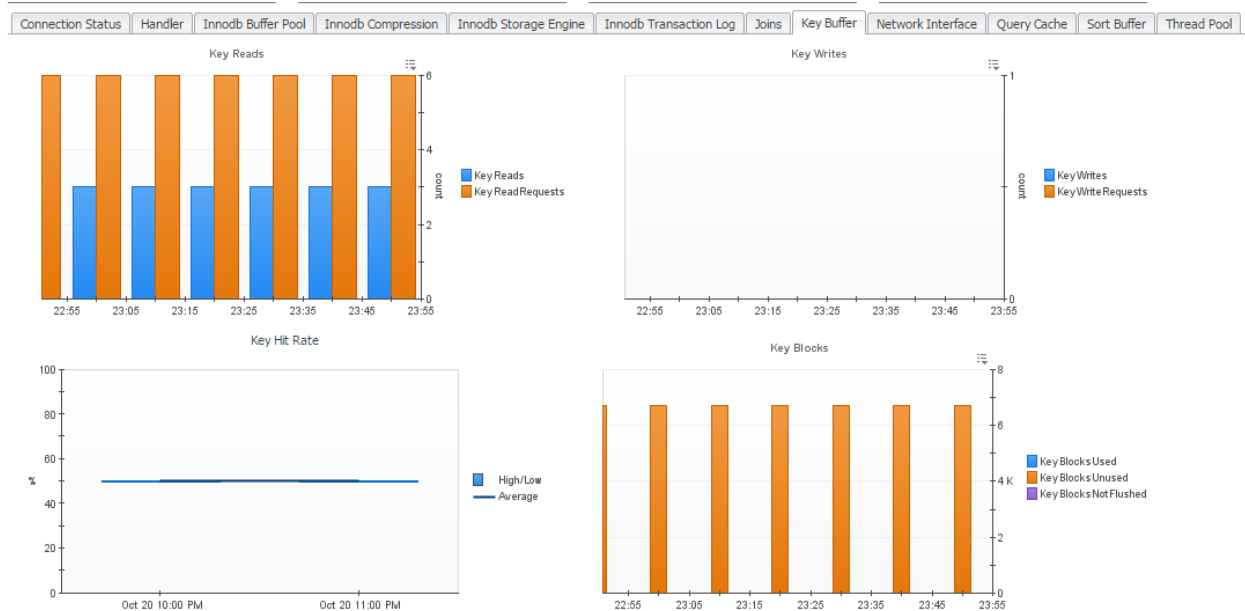 Connection Status Handler Innodb Buffer Pool Innodb Compression Innodb Storage Engine Innodb Transaction Log Joins Key Buffer Network Interface Query Cache Sort Buffer Thread Pool
Key Reads
6
4
2
0
count
22:55 23:05 23:15 23:25 23:35 23:45 23:55
Key Reads
Key Read Requests
Key Writes
1
0
count
22:55 23:05 23:15 23:25 23:35 23:45 23:55
Key Writes
Key Write Requests
Key Hit Rate
100
80
60
40
20
0
%
Oct 20 10:00 PM Oct 20 11:00 PM
High/Low
Average
Key Blocks
8
6
4 K
2
0
22:55 23:05 23:15 23:25 23:35 23:45 23:55
Key Blocks Used
Key Blocks Unused
Key Blocks Not Flushed